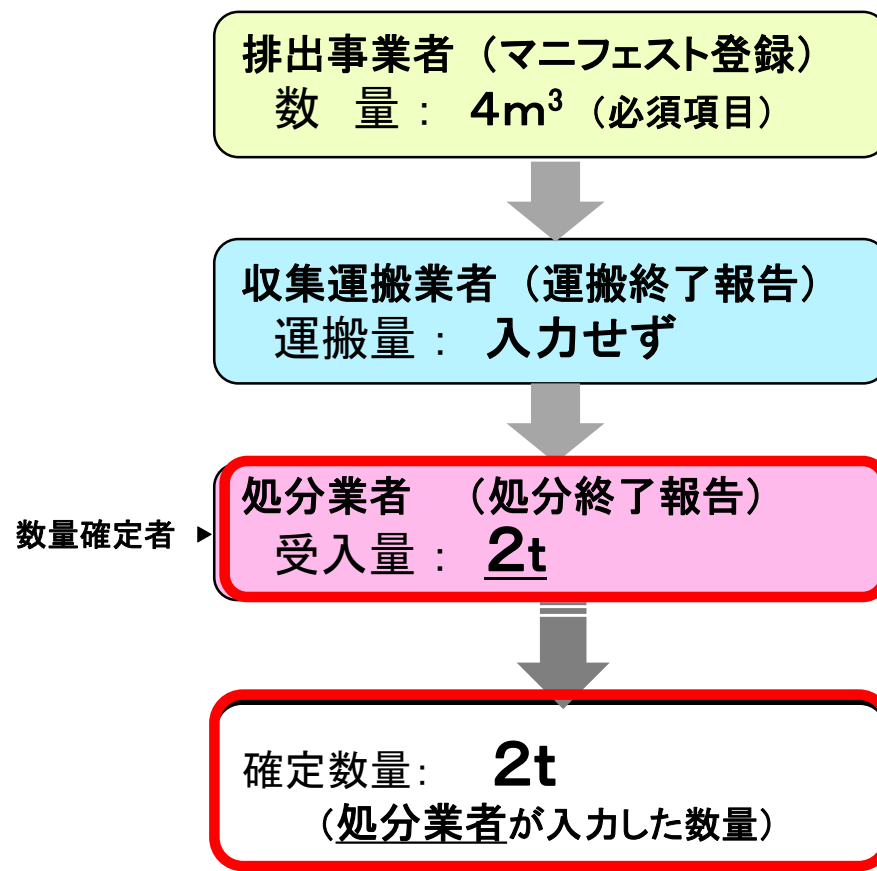 排出事業者（マニフェスト登録）
数 量： 4m³（必須項目）
収集運搬業者（運搬終了報告）
運搬量： 入力せず
処分業者 （処分終了報告）
数量確定者
受入量： 2t
確定数量： 2t
（処分業者が入力した数量）